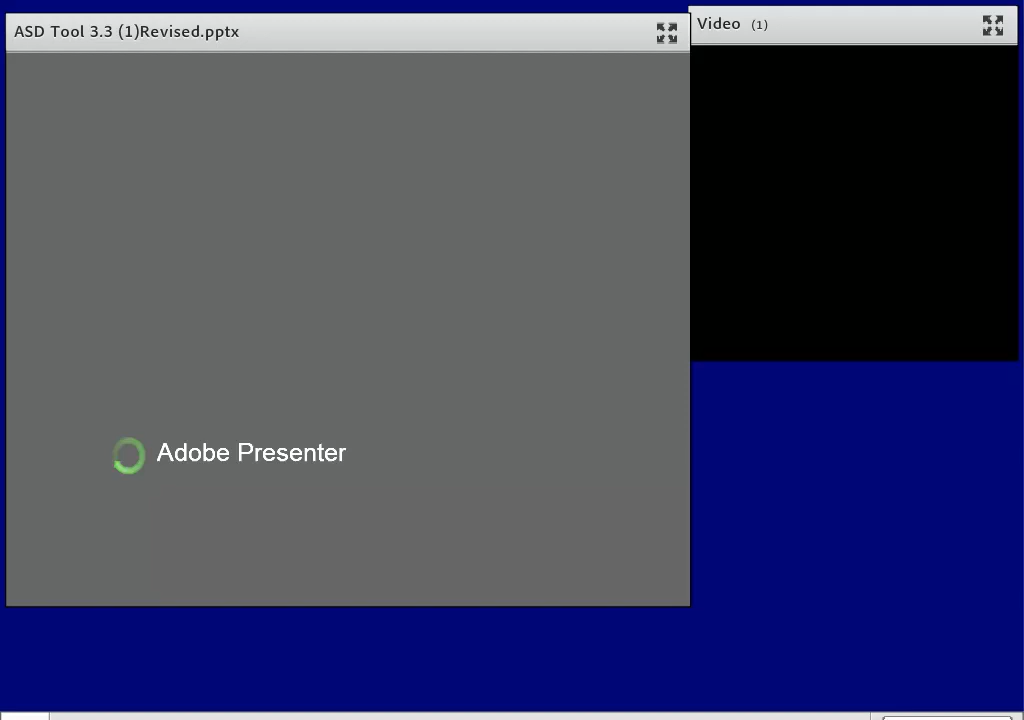 ASD Tool 3.3 (1)Revised.pptx
Video (1)
Adobe Presenter